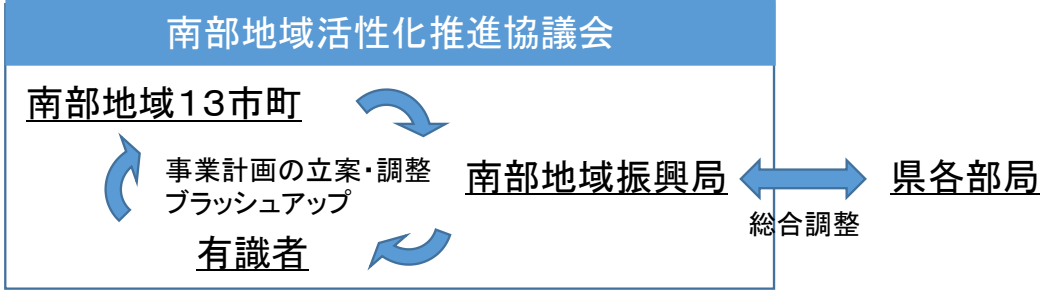 南部地域活性化推進協議会
南部地域１３市町
事業計画の立案・調整
ブラッシュアップ
南部地域振興局
県各部局
総合調整
有識者